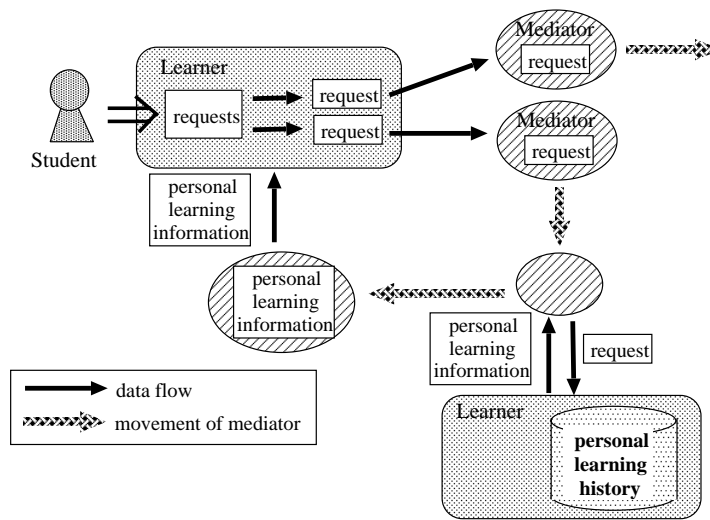 Mediator
request
Learner
requests
request
request
Mediator
request
Student
personal
learning
information
personal
learning
information
personal
learning
information
request
data flow
movement of mediator
Learner
personal
learning
history